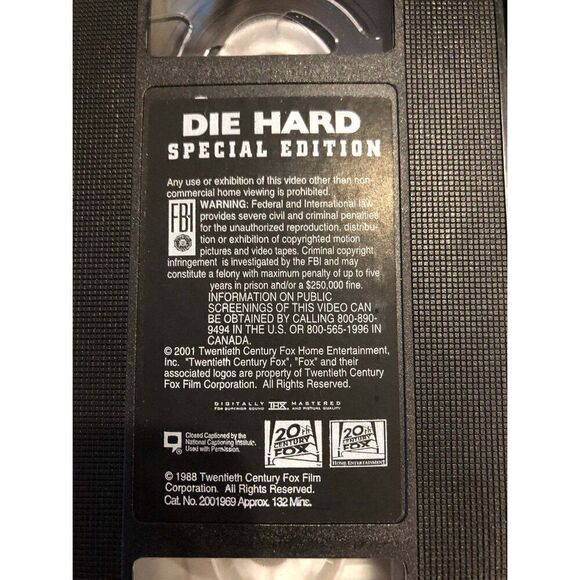 DIE HARD
SPECIAL EDITION
Any use or exhibition of this video other than non-
commercial home viewing is prohibited.
FBI
WARNING: Federal and International law
provides severe civil and criminal penalties
for the unauthorized reproduction, distribu-
tion or exhibition of copyrighted motion
pictures and video tapes. Criminal copyright
infringement is investigated by the FBI and may
constitute a felony with maximum penalty of up to five
years in prison and/or a $250,000 fine.
INFORMATION ON PUBLIC
SCREENINGS OF THIS VIDEO CAN
BE OBTAINED BY CALLING 800-890-
9494 IN THE U.S. OR 800-565-1996 IN
CANADA.
© 2001 Twentieth Century Fox Home Entertainment,
Inc. "Twentieth Century Fox", "Fox" and their
associated logos are property of Twentieth Century
Fox Film Corporation. All Rights Reserved.
DIGITALLY THX MASTERED
FOR SUPERIOR SOUND AND PICTURE QUALITY
Closed Captioned by the
National Captioning Institute.
Used with Permission.
20th CENTURY FOX
20th CENTURY FOX
HOME ENTERTAINMENT
© 1988 Twentieth Century Fox Film
Corporation. All Rights Reserved.
Cat. No. 2001969 Approx. 132 Mins.